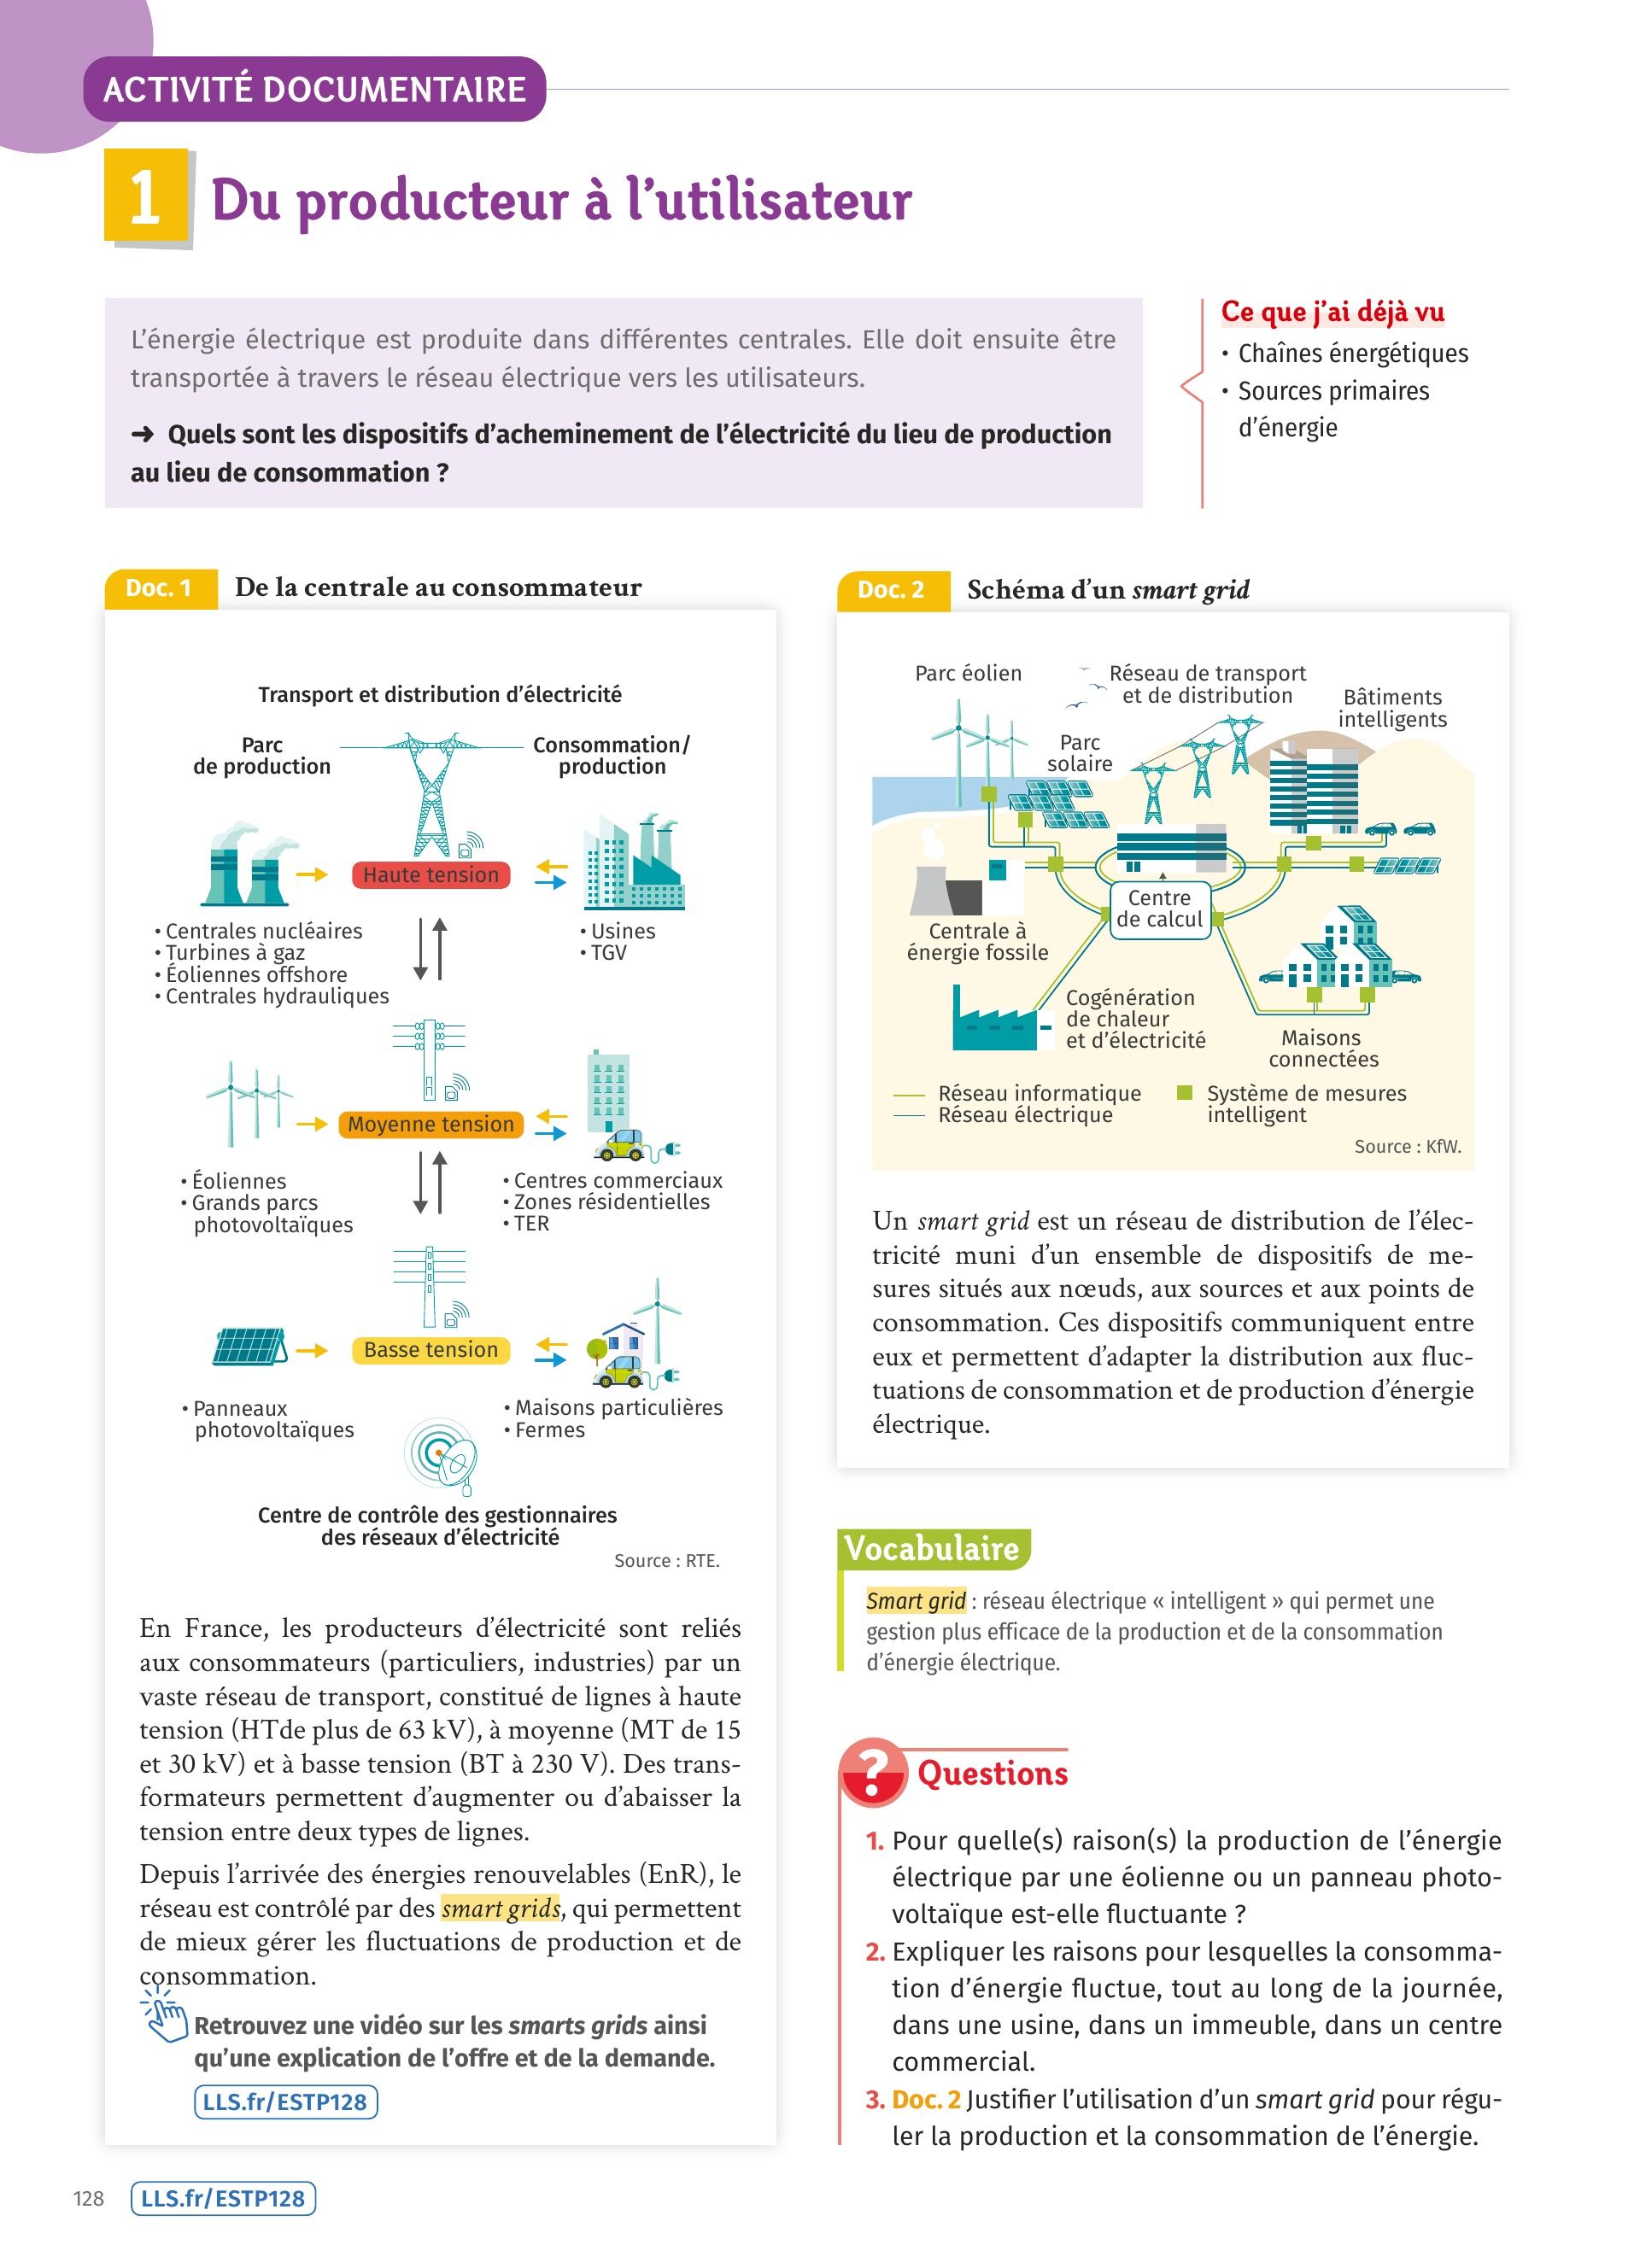 ACTIVITÉ DOCUMENTAIRE
1 Du producteur à l’utilisateur
L’énergie électrique est produite dans différentes centrales. Elle doit ensuite être
transportée à travers le réseau électrique vers les utilisateurs.
➜ Quels sont les dispositifs d’acheminement de l’électricité du lieu de production
au lieu de consommation ?
Ce que j’ai déjà vu
• Chaînes énergétiques
• Sources primaires
d’énergie
Doc. 1 De la centrale au consommateur
Transport et distribution d’électricité
Parc
de production
Consommation/
production
Haute tension
• Centrales nucléaires
• Turbines à gaz
• Éoliennes offshore
• Centrales hydrauliques
• Usines
• TGV
Moyenne tension
• Éoliennes
• Grands parcs
photovoltaïques
• Centres commerciaux
• Zones résidentielles
• TER
Basse tension
• Panneaux
photovoltaïques
• Maisons particulières
• Fermes
Centre de contrôle des gestionnaires
des réseaux d’électricité
Source : RTE.
En France, les producteurs d’électricité sont reliés
aux consommateurs (particuliers, industries) par un
vaste réseau de transport, constitué de lignes à haute
tension (HTde plus de 63 kV), à moyenne (MT de 15
et 30 kV) et à basse tension (BT à 230 V). Des trans-
formateurs permettent d’augmenter ou d’abaisser la
tension entre deux types de lignes.
Depuis l’arrivée des énergies renouvelables (EnR), le
réseau est contrôlé par des smart grids, qui permettent
de mieux gérer les fluctuations de production et de
consommation.
Retrouvez une vidéo sur les smarts grids ainsi
qu’une explication de l’offre et de la demande.
LLS.fr/ESTP128
Doc. 2 Schéma d’un smart grid
Parc éolien
Réseau de transport
et de distribution
Bâtiments
intelligents
Parc
solaire
Centre
de calcul
Centrale à
énergie fossile
Cogénération
de chaleur
et d’électricité
Maisons
connectées
Réseau informatique
Réseau électrique
Système de mesures
intelligent
Source : KfW.
Un smart grid est un réseau de distribution de l’élec-
tricité muni d’un ensemble de dispositifs de me-
sures situés aux nœuds, aux sources et aux points de
consommation. Ces dispositifs communiquent entre
eux et permettent d’adapter la distribution aux fluc-
tuations de consommation et de production d’énergie
électrique.
Vocabulaire
Smart grid : réseau électrique « intelligent » qui permet une
gestion plus efficace de la production et de la consommation
d’énergie électrique.
? Questions
1. Pour quelle(s) raison(s) la production de l’énergie
électrique par une éolienne ou un panneau photo-
voltaïque est-elle fluctuante ?
2. Expliquer les raisons pour lesquelles la consomma-
tion d’énergie fluctue, tout au long de la journée,
dans une usine, dans un immeuble, dans un centre
commercial.
3. Doc. 2 Justifier l’utilisation d’un smart grid pour régu-
ler la production et la consommation de l’énergie.
128 LLS.fr/ESTP128